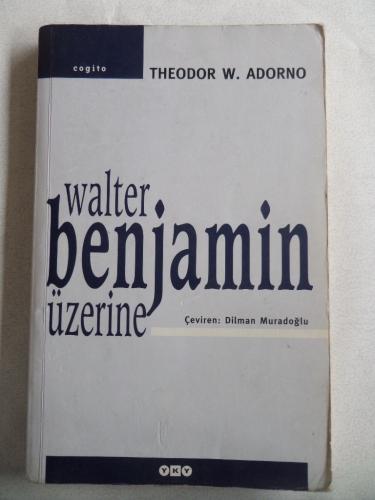 cogito
THEODOR W. ADORNO
walter
benjamin
üzerine
Çeviren: Dilman Muradoğlu
YKY